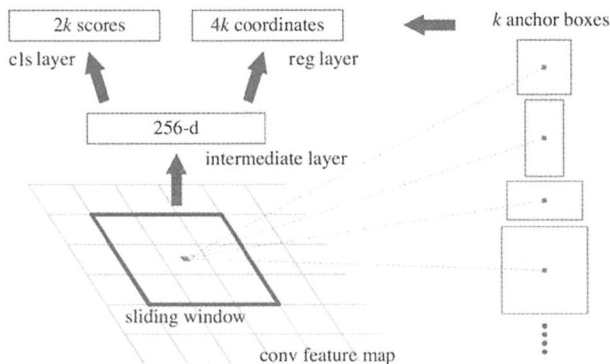 2k scores
4k coordinates
k anchor boxes
cls layer
reg layer
256-d
intermediate layer
sliding window
conv feature map